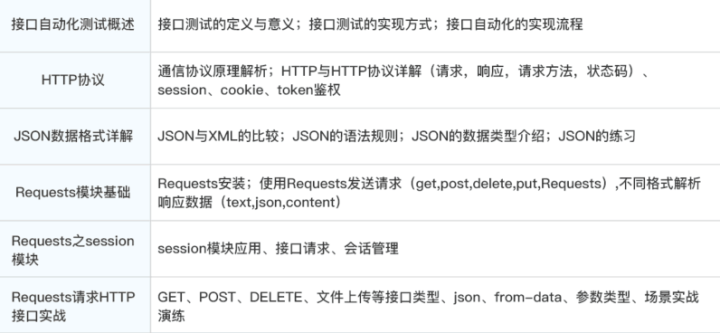 接口自动化测试概述
接口测试的定义与意义；接口测试的实现方式；接口自动化的实现流程
HTTP协议
通信协议原理解析；HTTP与HTTP协议详解（请求，响应，请求方法，状态码）、
session、cookie、token鉴权
JSON数据格式详解
JSON与XML的比较；JSON的语法规则；JSON的数据类型介绍；JSON的练习
Requests模块基础
Requests安装；使用Requests发送请求（get,post,delete,put,Requests）,不同格式解析
响应数据（text,json,content）
Requests之session
模块
session模块应用、接口请求、会话管理
Requests请求HTTP
接口实战
GET、POST、DELETE、文件上传等接口类型、json、from-data、参数类型、场景实战
演练